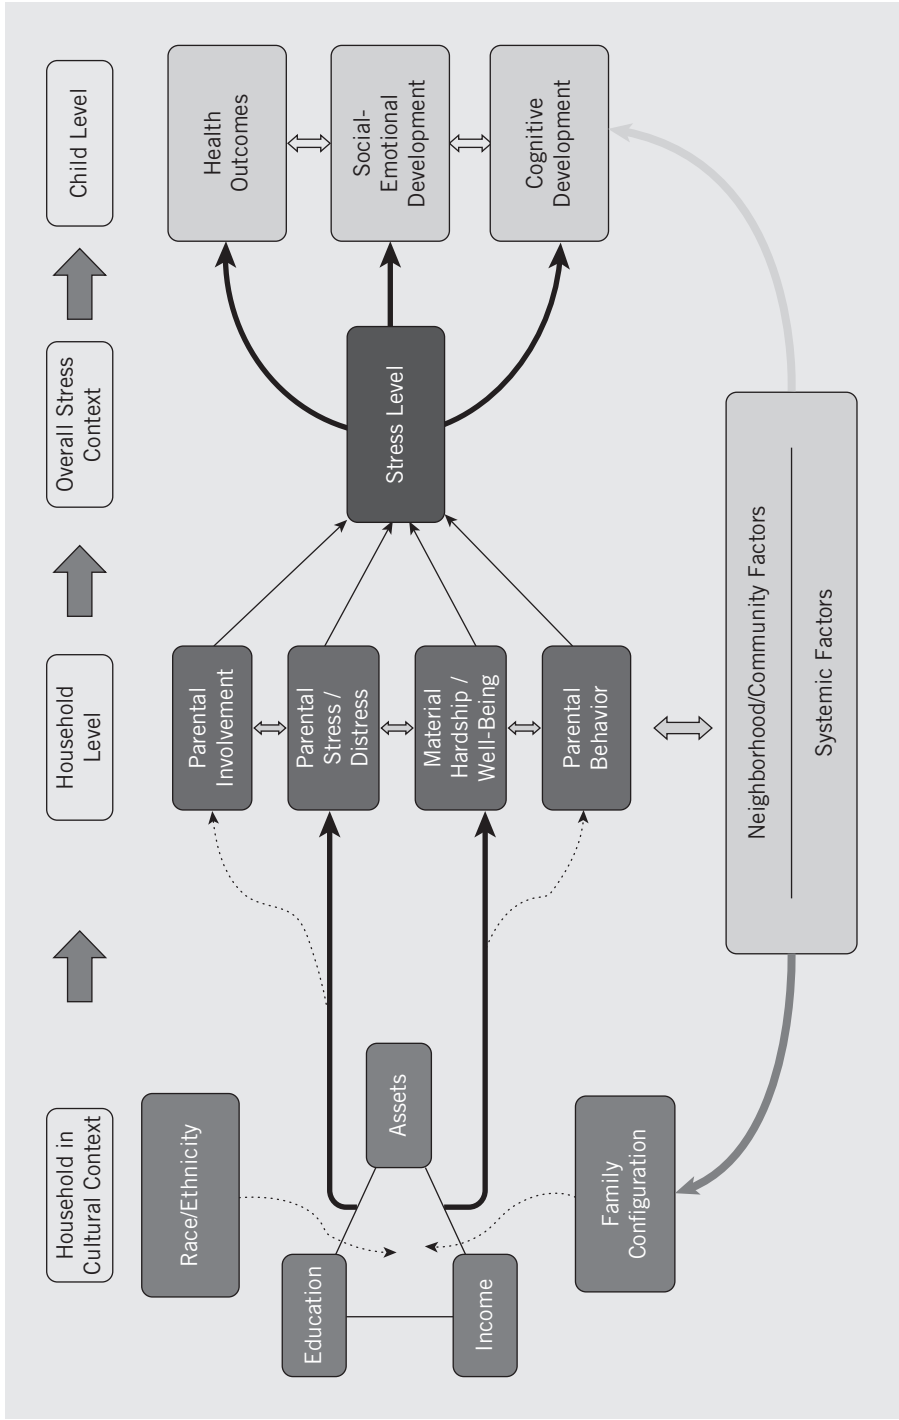 Household in
Cultural Context
Household
Level
Overall Stress
Context
Child Level
Race/Ethnicity
Education
Income
Assets
Family
Configuration
Parental
Involvement
Parental
Stress /
Distress
Material
Hardship /
Well-Being
Parental
Behavior
Stress Level
Health
Outcomes
Social-
Emotional
Development
Cognitive
Development
Neighborhood/Community Factors
Systemic Factors